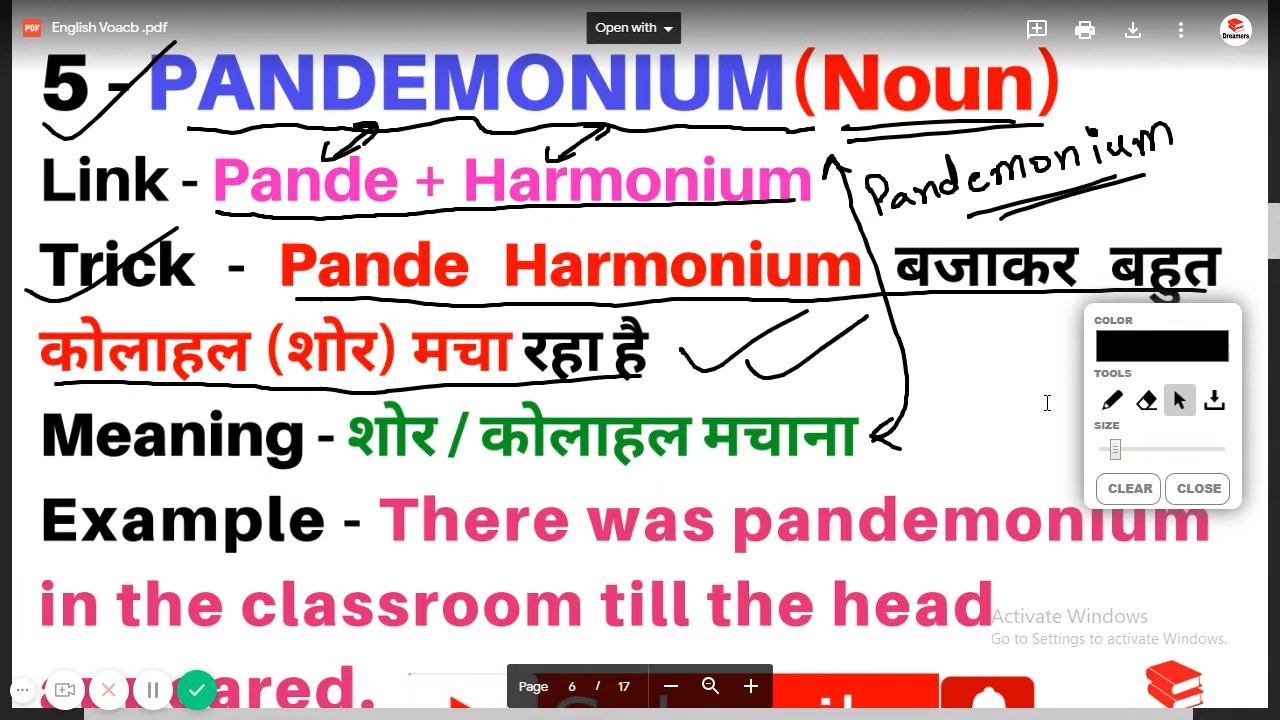 English Voacb .pdf
Open with
Dreamers
5 - PANDEMONIUM (Noun)
Link - Pande + Harmonium
Pandemonium
Trick - Pande Harmonium बजाकर बहुत
कोलाहल (शोर) मचा रहा है
Meaning - शोर / कोलाहल मचाना
Example - There was pandemonium
in the classroom till the head
COLOR
TOOLS
SIZE
CLEAR CLOSE
Activate Windows
Go to Settings to activate Windows.
Page 6 / 17